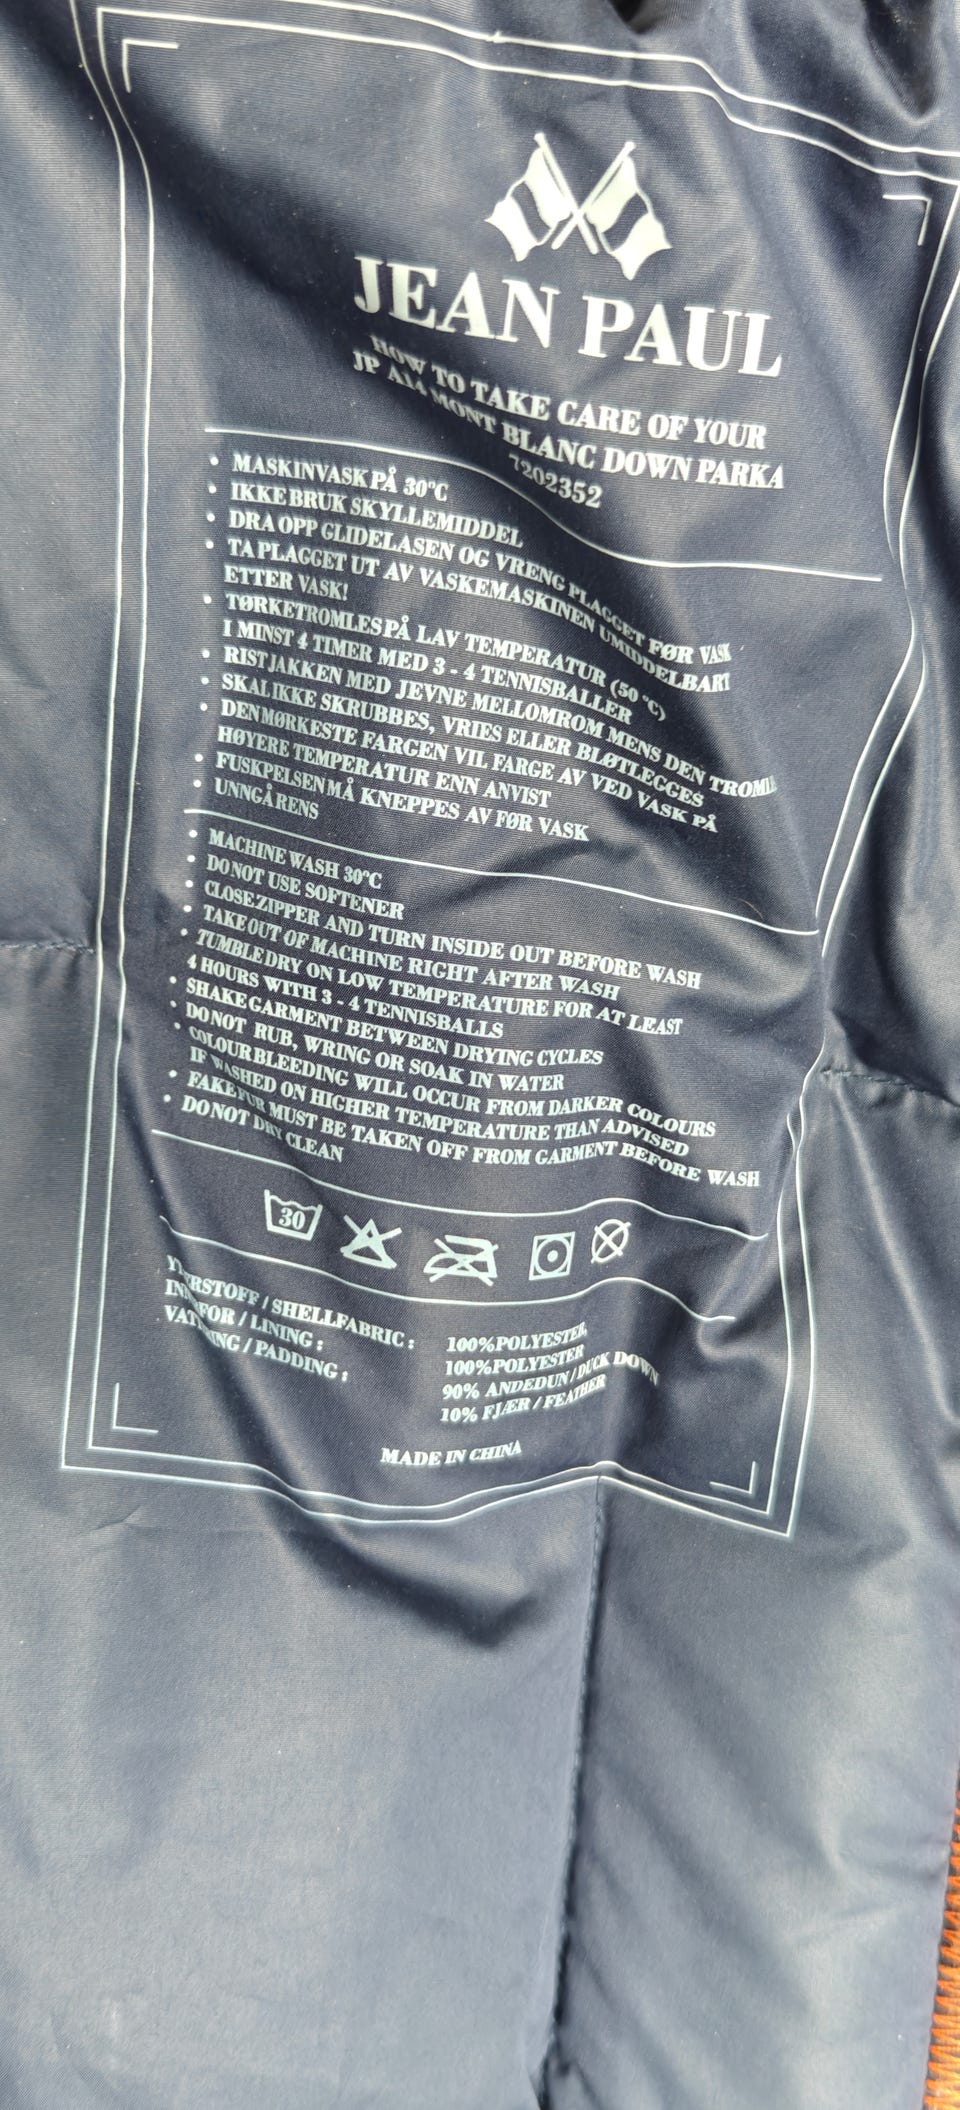 JEAN PAUL
HOW TO TAKE CARE OF YOUR
JP A14 MONT BLANC DOWN PARKA
7202352
• MASKINVASK PÅ 30°C
• IKKE BRUK SKYLLEMIDDEL
• DRA OPP GLIDELASEN OG VRENG PLAGGET FØR VASK
• TA PLAGGET UT AV VASKEMASKINEN UMIDDELBART
ETTER VASK!
• TØRKETROMLES PÅ LAV TEMPERATUR (50°C)
I MINST 4 TIMER MED 3 - 4 TENNISBALLER
• RIST JAKKEN MED JEVNE MELLOMROM MENS DEN TROMLE
• SKAL IKKE SKRUBBES, VRIES ELLER BLØTLEGGES
• DEN MØRKESTE FARGEN VIL FARGE AV VED VASK PÅ
HØYERE TEMPERATUR ENN ANVIST
• FUSKPELSEN MÅ KNEPPES AV FØR VASK
• UNNGÅ RENS
• MACHINE WASH 30°C
• DO NOT USE SOFTENER
• CLOSE ZIPPER AND TURN INSIDE OUT BEFORE WASH
• TAKE OUT OF MACHINE RIGHT AFTER WASH
• TUMBLE DRY ON LOW TEMPERATURE FOR AT LEAST
4 HOURS WITH 3 - 4 TENNISBALLS
• SHAKE GARMENT BETWEEN DRYING CYCLES
• DO NOT RUB, WRING OR SOAK IN WATER
• COLOUR BLEEDING WILL OCCUR FROM DARKER COLOURS
IF WASHED ON HIGHER TEMPERATURE THAN ADVISED
• FAKE FUR MUST BE TAKEN OFF FROM GARMENT BEFORE WASH
• DO NOT DRY CLEAN
30
YTTERSTOFF / SHELLFABRIC : 100% POLYESTER,
INNERFOR / LINING : 100% POLYESTER
VATTERING / PADDING : 90% ANDEDUN / DUCK DOWN
10% FJÆR / FEATHER
MADE IN CHINA